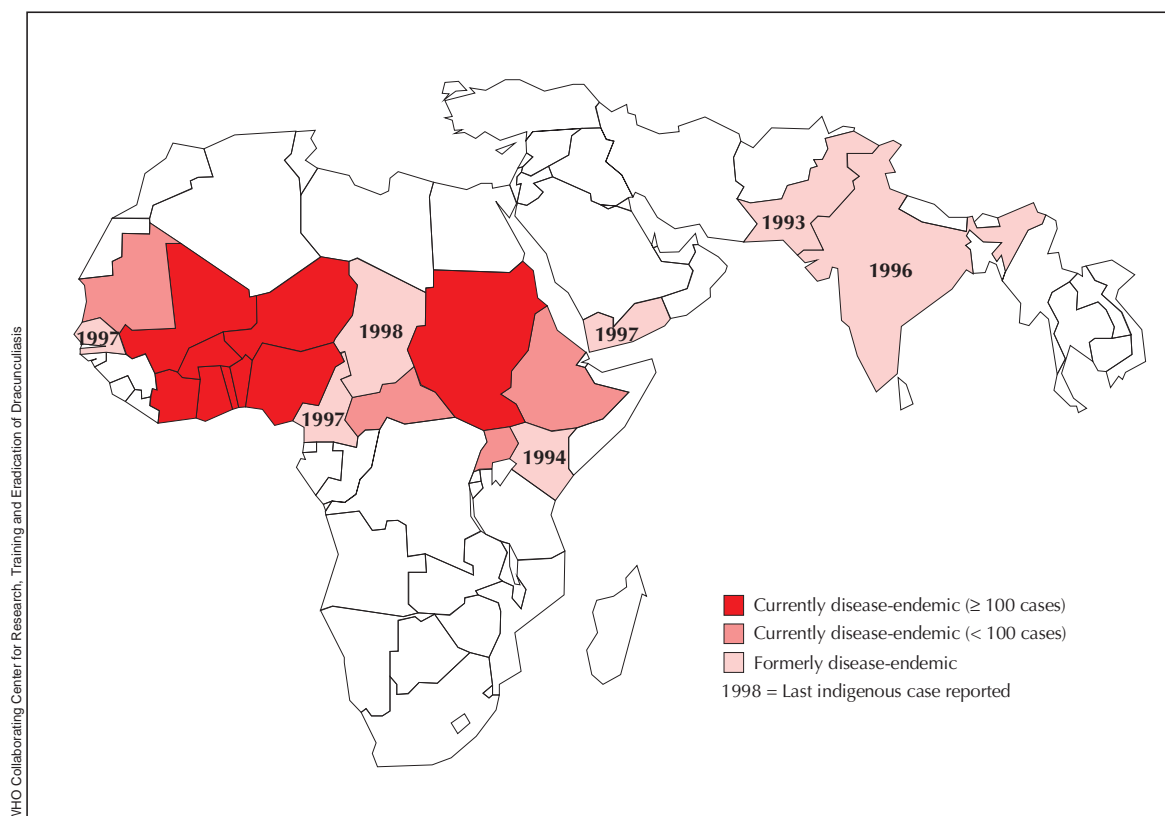 1993
1996
1997
1998
1997
1997
1994
Currently disease-endemic (≥ 100 cases)
Currently disease-endemic (< 100 cases)
Formerly disease-endemic
1998 = Last indigenous case reported
WHO Collaborating Center for Research, Training and Eradication of Dracunculiasis